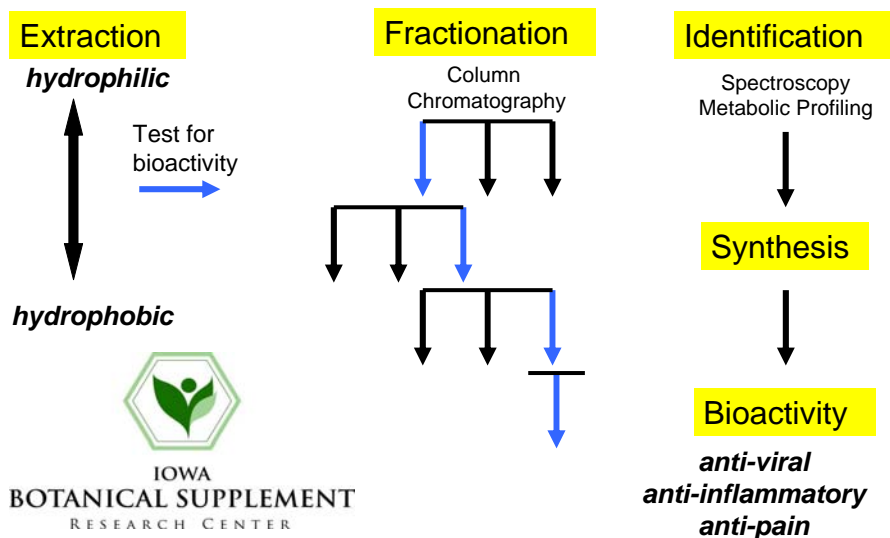 Extraction
hydrophilic
Test for
bioactivity
hydrophobic
IOWA
BOTANICAL SUPPLEMENT
RESEARCH CENTER
Fractionation
Column
Chromatography
Identification
Spectroscopy
Metabolic Profiling
Synthesis
Bioactivity
anti-viral
anti-inflammatory
anti-pain